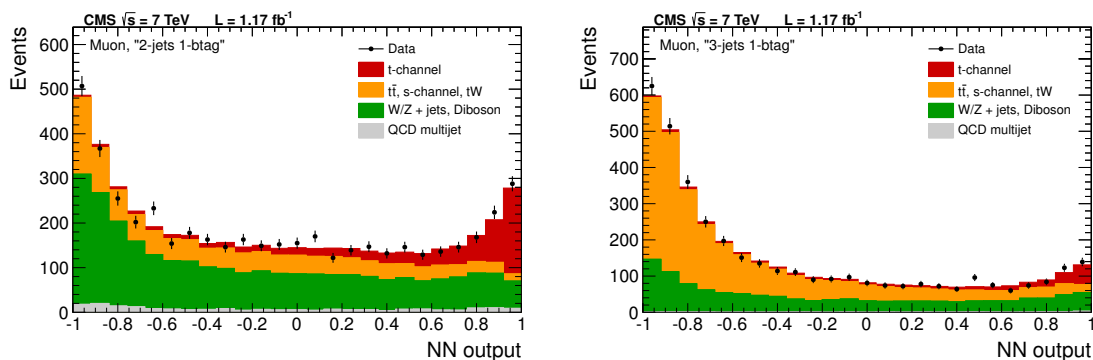 CMS √s = 7 TeV L = 1.17 fb⁻¹
Events
600
500
400
300
200
100
0
Muon, "2-jets 1-btag"
Data
t-channel
tt̄, s-channel, tW
W/Z + jets, Diboson
QCD multijet
-1 -0.8 -0.6 -0.4 -0.2 0 0.2 0.4 0.6 0.8 1
NN output
CMS √s = 7 TeV L = 1.17 fb⁻¹
Events
700
600
500
400
300
200
100
0
Muon, "3-jets 1-btag"
Data
t-channel
tt̄, s-channel, tW
W/Z + jets, Diboson
QCD multijet
-1 -0.8 -0.6 -0.4 -0.2 0 0.2 0.4 0.6 0.8 1
NN output